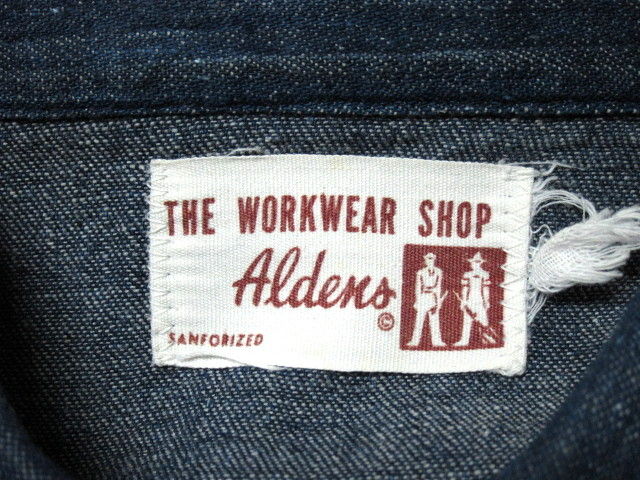 THE WORKWEAR SHOP
Aldens
©
SANFORIZED